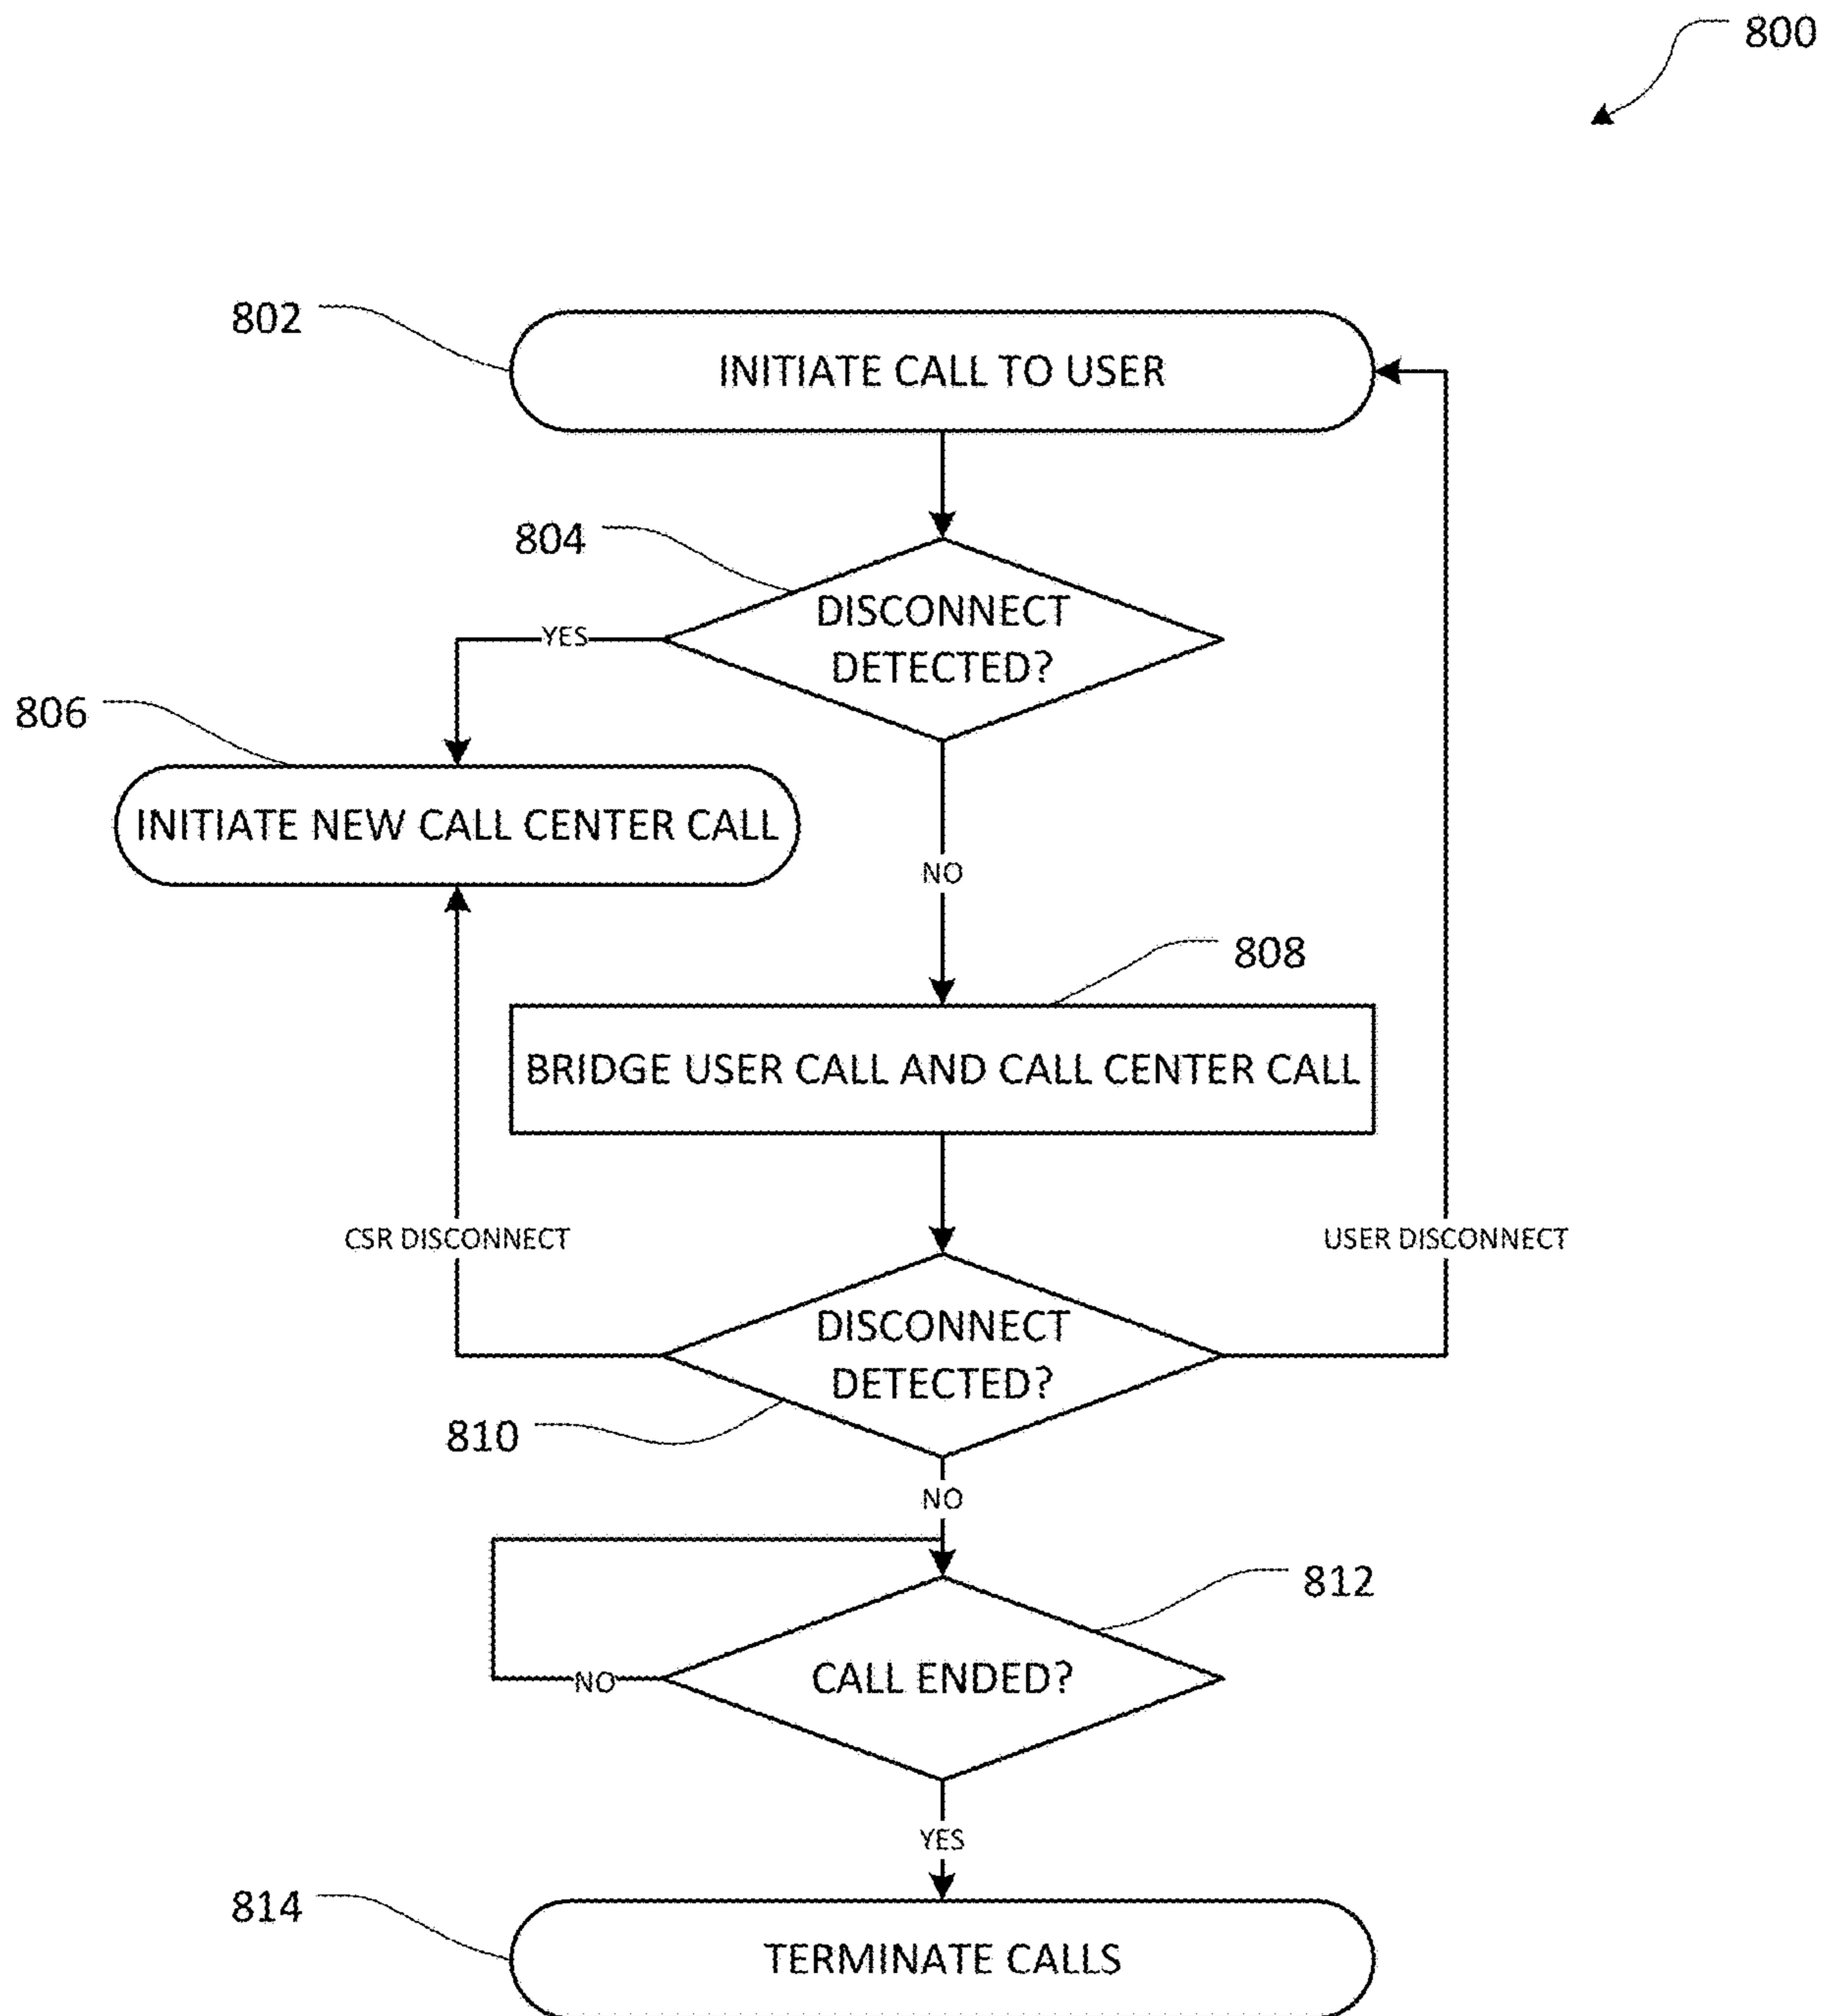 800
802
INITIATE CALL TO USER
804
DISCONNECT
DETECTED?
YES
806
INITIATE NEW CALL CENTER CALL
NO
808
BRIDGE USER CALL AND CALL CENTER CALL
CSR DISCONNECT
USER DISCONNECT
DISCONNECT
DETECTED?
810
NO
812
CALL ENDED?
NO
YES
814
TERMINATE CALLS